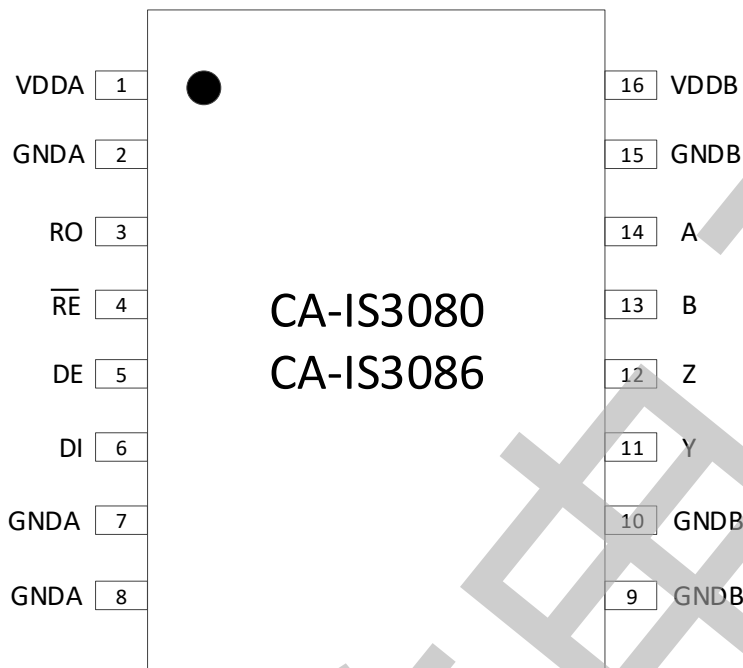 VDDA 1 16 VDDB
GNDA 2 15 GNDB
RO 3 14 A
R̅E̅ 4 13 B
CA-IS3080
CA-IS3086
DE 5 12 Z
DI 6 11 Y
GNDA 7 10 GNDB
GNDA 8 9 GNDB